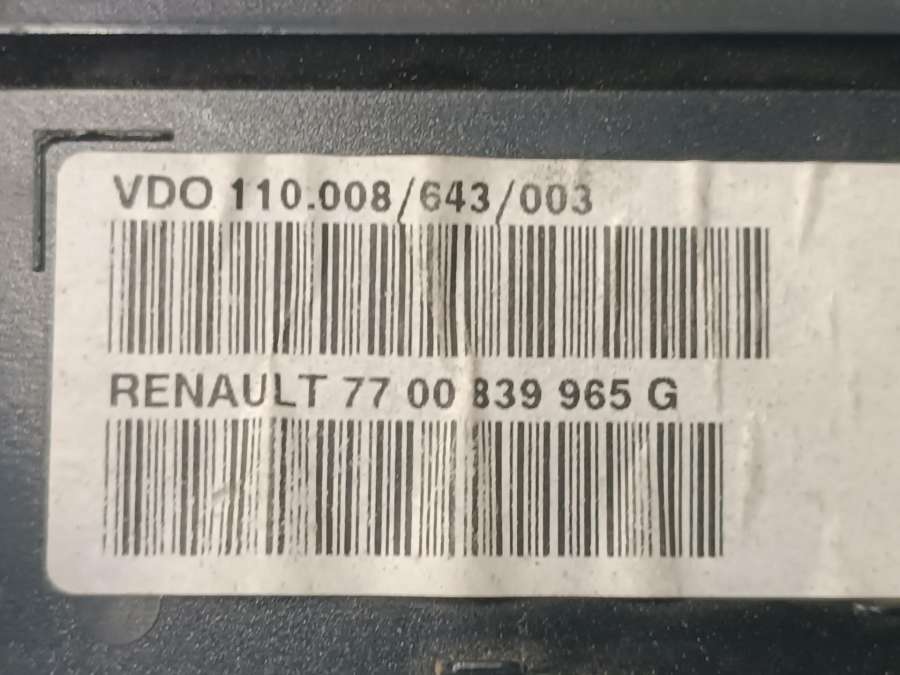 VDO 110.008/643/003
RENAULT 77 00 839 965 G